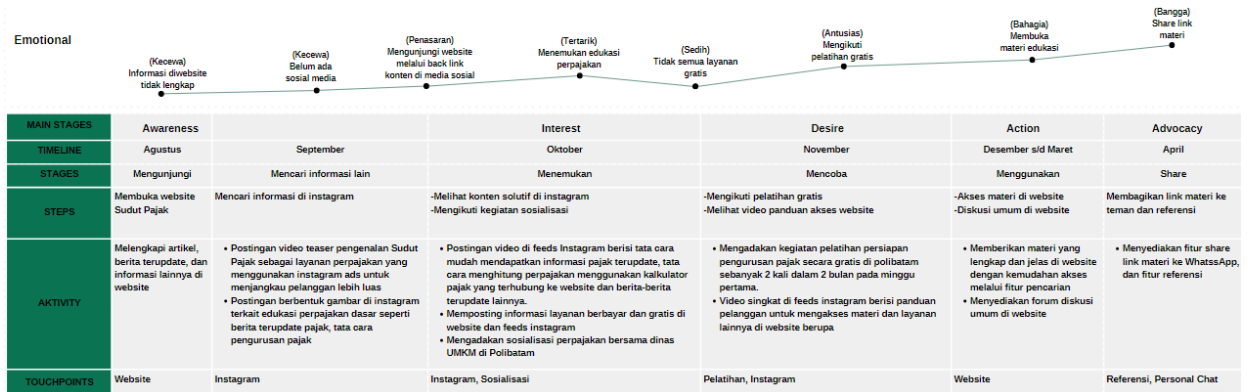 Emotional
(Kecewa)
Informasi diwebsite
tidak lengkap
(Kecewa)
Belum ada
sosial media
(Penasaran)
Mengunjungi website
melalui back link
konten di media sosial
(Tertarik)
Menemukan edukasi
perpajakan
(Sedih)
Tidak semua layanan
gratis
(Antusias)
Mengikuti
pelatihan gratis
(Bahagia)
Membuka
materi edukasi
(Bangga)
Share link
materi
MAIN STAGES
Awareness
Interest
Desire
Action
Advocacy
TIMELINE
Agustus
September
Oktober
November
Desember s/d Maret
April
STAGES
Mengunjungi
Mencari informasi lain
Menemukan
Mencoba
Menggunakan
Share
STEPS
Membuka website
Sudut Pajak
Mencari informasi di instagram
-Melihat konten solutif di instagram
-Mengikuti kegiatan sosialisasi
-Mengikuti pelatihan gratis
-Melihat video panduan akses website
-Akses materi di website
-Diskusi umum di website
Membagikan link materi ke
teman dan referensi
AKTIVITY
Melengkapi artikel,
berita terupdate, dan
informasi lainnya di
website
• Postingan video teaser pengenalan Sudut
Pajak sebagai layanan perpajakan yang
menggunakan instagram ads untuk
menjangkau pelanggan lebih luas
• Postingan berbentuk gambar di instagram
terkait edukasi perpajakan dasar seperti
berita terupdate pajak, tata cara
pengurusan pajak
• Postingan video di feeds Instagram berisi tata cara
mudah mendapatkan informasi pajak terupdate, tata
cara menghitung perpajakan menggunakan kalkulator
pajak yang terhubung ke website dan berita-berita
terupdate lainnya.
• Memposting informasi layanan berbayar dan gratis di
website dan feeds instagram
• Mengadakan sosialisasi perpajakan bersama dinas
UMKM di Polibatam
• Mengadakan kegiatan pelatihan persiapan
pengurusan pajak secara gratis di polibatam
sebanyak 2 kali dalam 2 bulan pada minggu
pertama.
• Video singkat di feeds instagram berisi panduan
pelanggan untuk mengakses materi dan layanan
lainnya di website berupa
• Memberikan materi yang
lengkap dan jelas di website
dengan kemudahan akses
melalui fitur pencarian
• Menyediakan forum diskusi
umum di website
• Menyediakan fitur share
link materi ke WhatssApp,
dan fitur referensi
TOUCHPOINTS
Website
Instagram
Instagram, Sosialisasi
Pelatihan, Instagram
Website
Referensi, Personal Chat